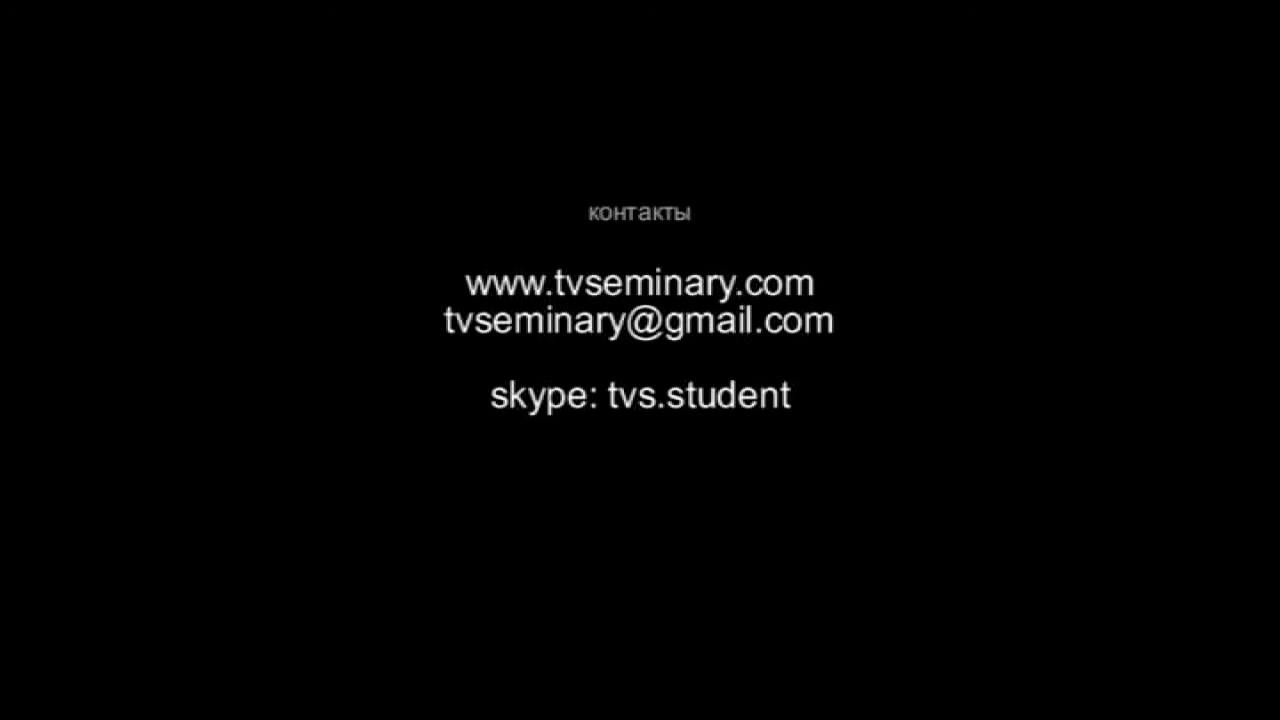 контакты
www.tvseminary.com
tvseminary@gmail.com
skype: tvs.student